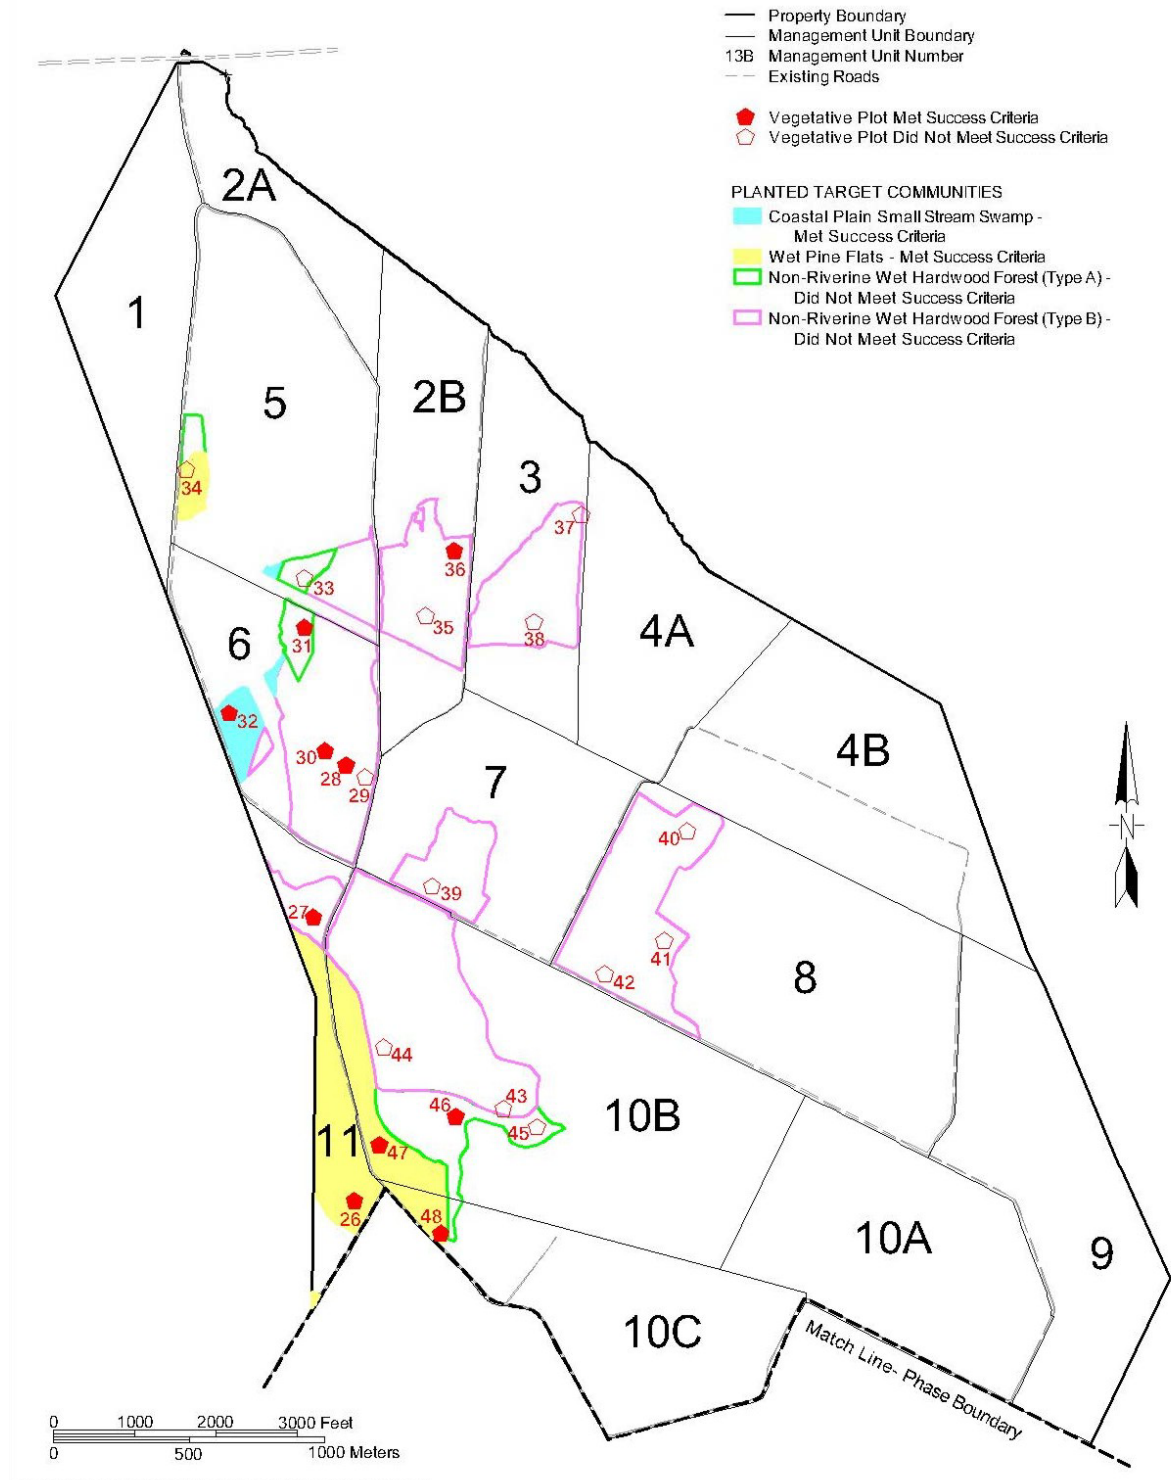 Property Boundary
Management Unit Boundary
13B Management Unit Number
Existing Roads
Vegetative Plot Met Success Criteria
Vegetative Plot Did Not Meet Success Criteria
PLANTED TARGET COMMUNITIES
Coastal Plain Small Stream Swamp -
Met Success Criteria
Wet Pine Flats - Met Success Criteria
Non-Riverine Wet Hardwood Forest (Type A) -
Did Not Meet Success Criteria
Non-Riverine Wet Hardwood Forest (Type B) -
Did Not Meet Success Criteria
2A
1
5
2B
3
34
37
36
33
35
38
31
6
4A
32
30
28
29
4B
7
40
39
27
41
42
8
44
43
46
45
10B
11
47
26
48
10A
9
10C
N
Match Line- Phase Boundary
0 1000 2000 3000 Feet
0 500 1000 Meters